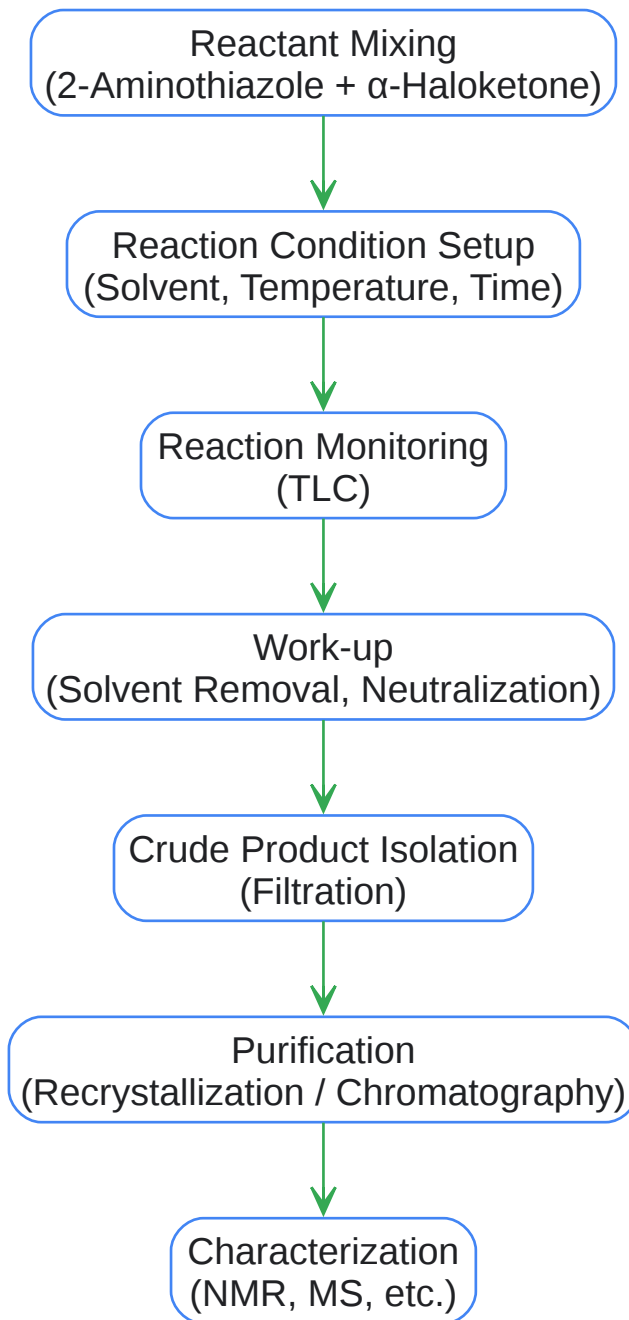 Reactant Mixing
(2-Aminothiazole + α-Haloketone)
Reaction Condition Setup
(Solvent, Temperature, Time)
Reaction Monitoring
(TLC)
Work-up
(Solvent Removal, Neutralization)
Crude Product Isolation
(Filtration)
Purification
(Recrystallization / Chromatography)
Characterization
(NMR, MS, etc.)